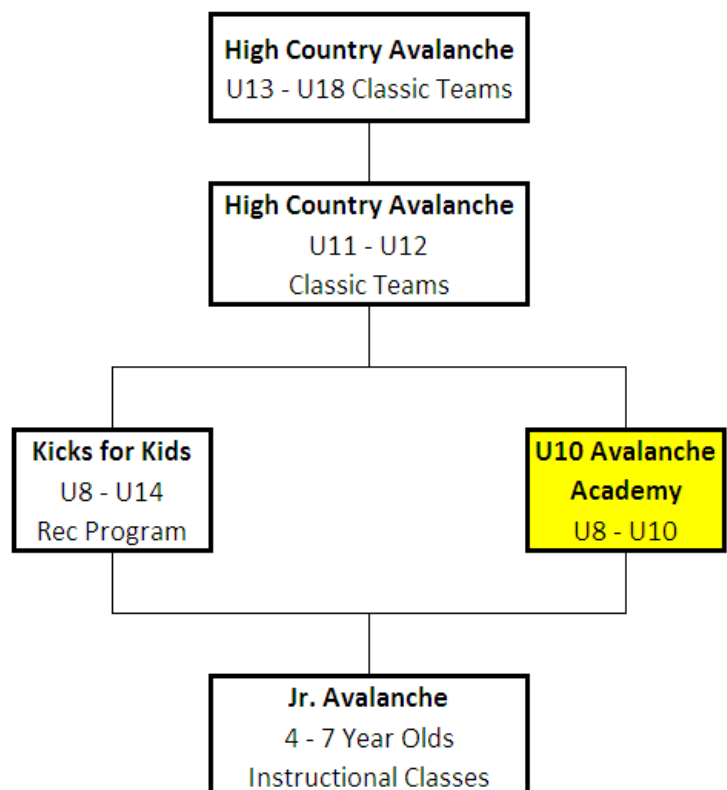 High Country Avalanche
U13 - U18 Classic Teams
High Country Avalanche
U11 - U12
Classic Teams
Kicks for Kids
U8 - U14
Rec Program
U10 Avalanche
Academy
U8 - U10
Jr. Avalanche
4 - 7 Year Olds
Instructional Classes